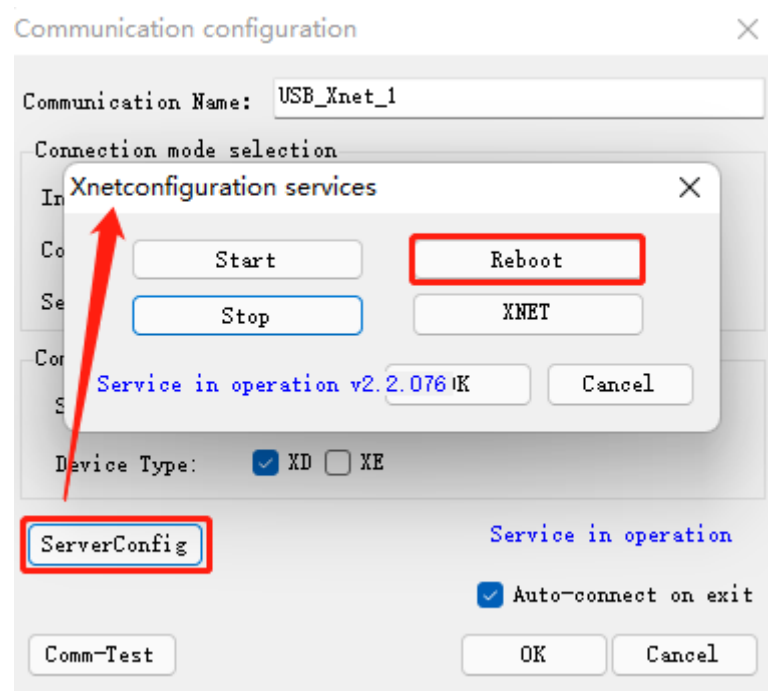 Communication configuration
Communication Name: USB_Xnet_1
Connection mode selection
Xnetconfiguration services
Start Reboot
Stop XNET
Service in operation v2.2.076 Cancel
Device Type: XD XE
ServerConfig Service in operation
Auto-connect on exit
Comm-Test OK Cancel